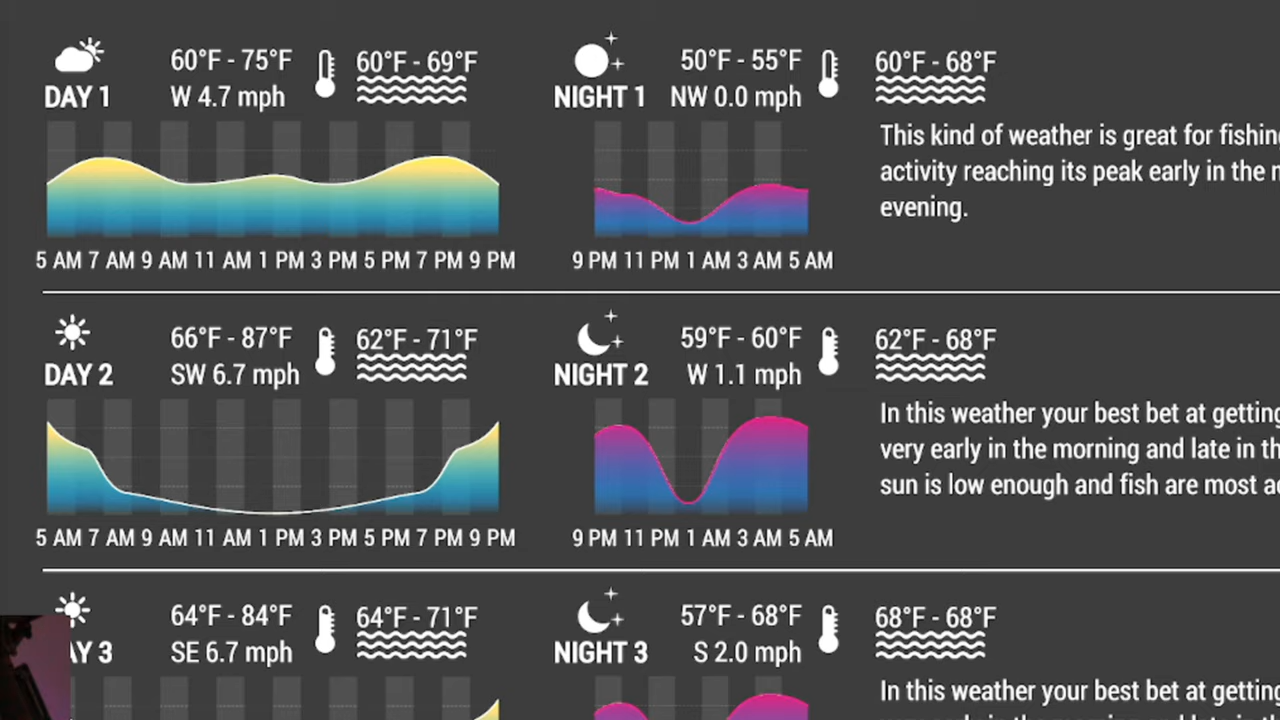 60°F - 75°F 60°F - 69°F 50°F - 55°F 60°F - 68°F
DAY 1 W 4.7 mph NIGHT 1 NW 0.0 mph
This kind of weather is great for fishing
activity reaching its peak early in the
evening.
5 AM 7 AM 9 AM 11 AM 1 PM 3 PM 5 PM 7 PM 9 PM 9 PM 11 PM 1 AM 3 AM 5 AM
66°F - 87°F 62°F - 71°F 59°F - 60°F 62°F - 68°F
DAY 2 SW 6.7 mph NIGHT 2 W 1.1 mph
In this weather your best bet at getting
very early in the morning and late in
sun is low enough and fish are most
5 AM 7 AM 9 AM 11 AM 1 PM 3 PM 5 PM 7 PM 9 PM 9 PM 11 PM 1 AM 3 AM 5 AM
64°F - 84°F 64°F - 71°F 57°F - 68°F 68°F - 68°F
AY 3 SE 6.7 mph NIGHT 3 S 2.0 mph
In this weather your best bet at getting